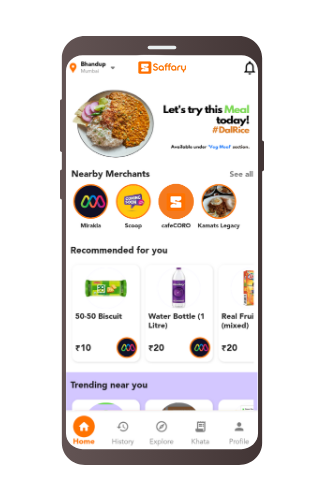 Bhandup
Mumbai
Saffary
Let's try this Meal
today!
#DalRice
Available under 'Veg Meal' section.
Nearby Merchants
See all
Mirakla
Scoop
cafeCORO
Kamats Legacy
Recommended for you
50-50 Biscuit
₹10
Water Bottle (1
Litre)
₹20
Real Frui
(mixed)
₹20
Trending near you
Home
History
Explore
Khata
Profile